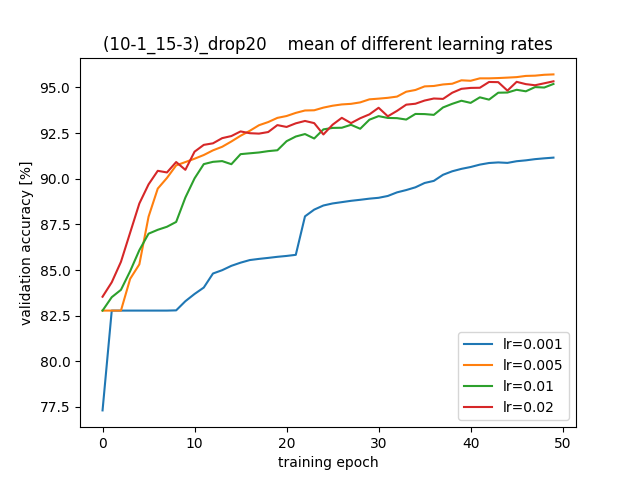 (10-1_15-3)_drop20    mean of different learning rates
validation accuracy [%]
95.0
92.5
90.0
87.5
85.0
82.5
80.0
77.5
0
10
20
30
40
50
training epoch
lr=0.001
lr=0.005
lr=0.01
lr=0.02